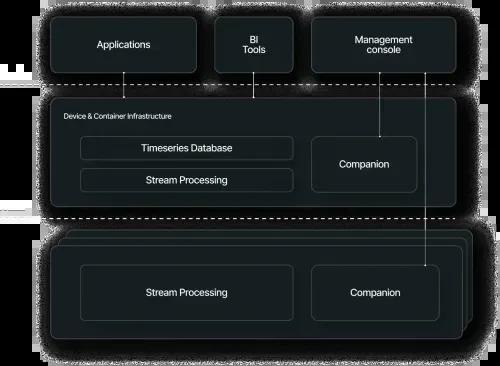 Applications
BI
Tools
Management
console
Device & Container Infrastructure
Timeseries Database
Stream Processing
Companion
Stream Processing
Companion